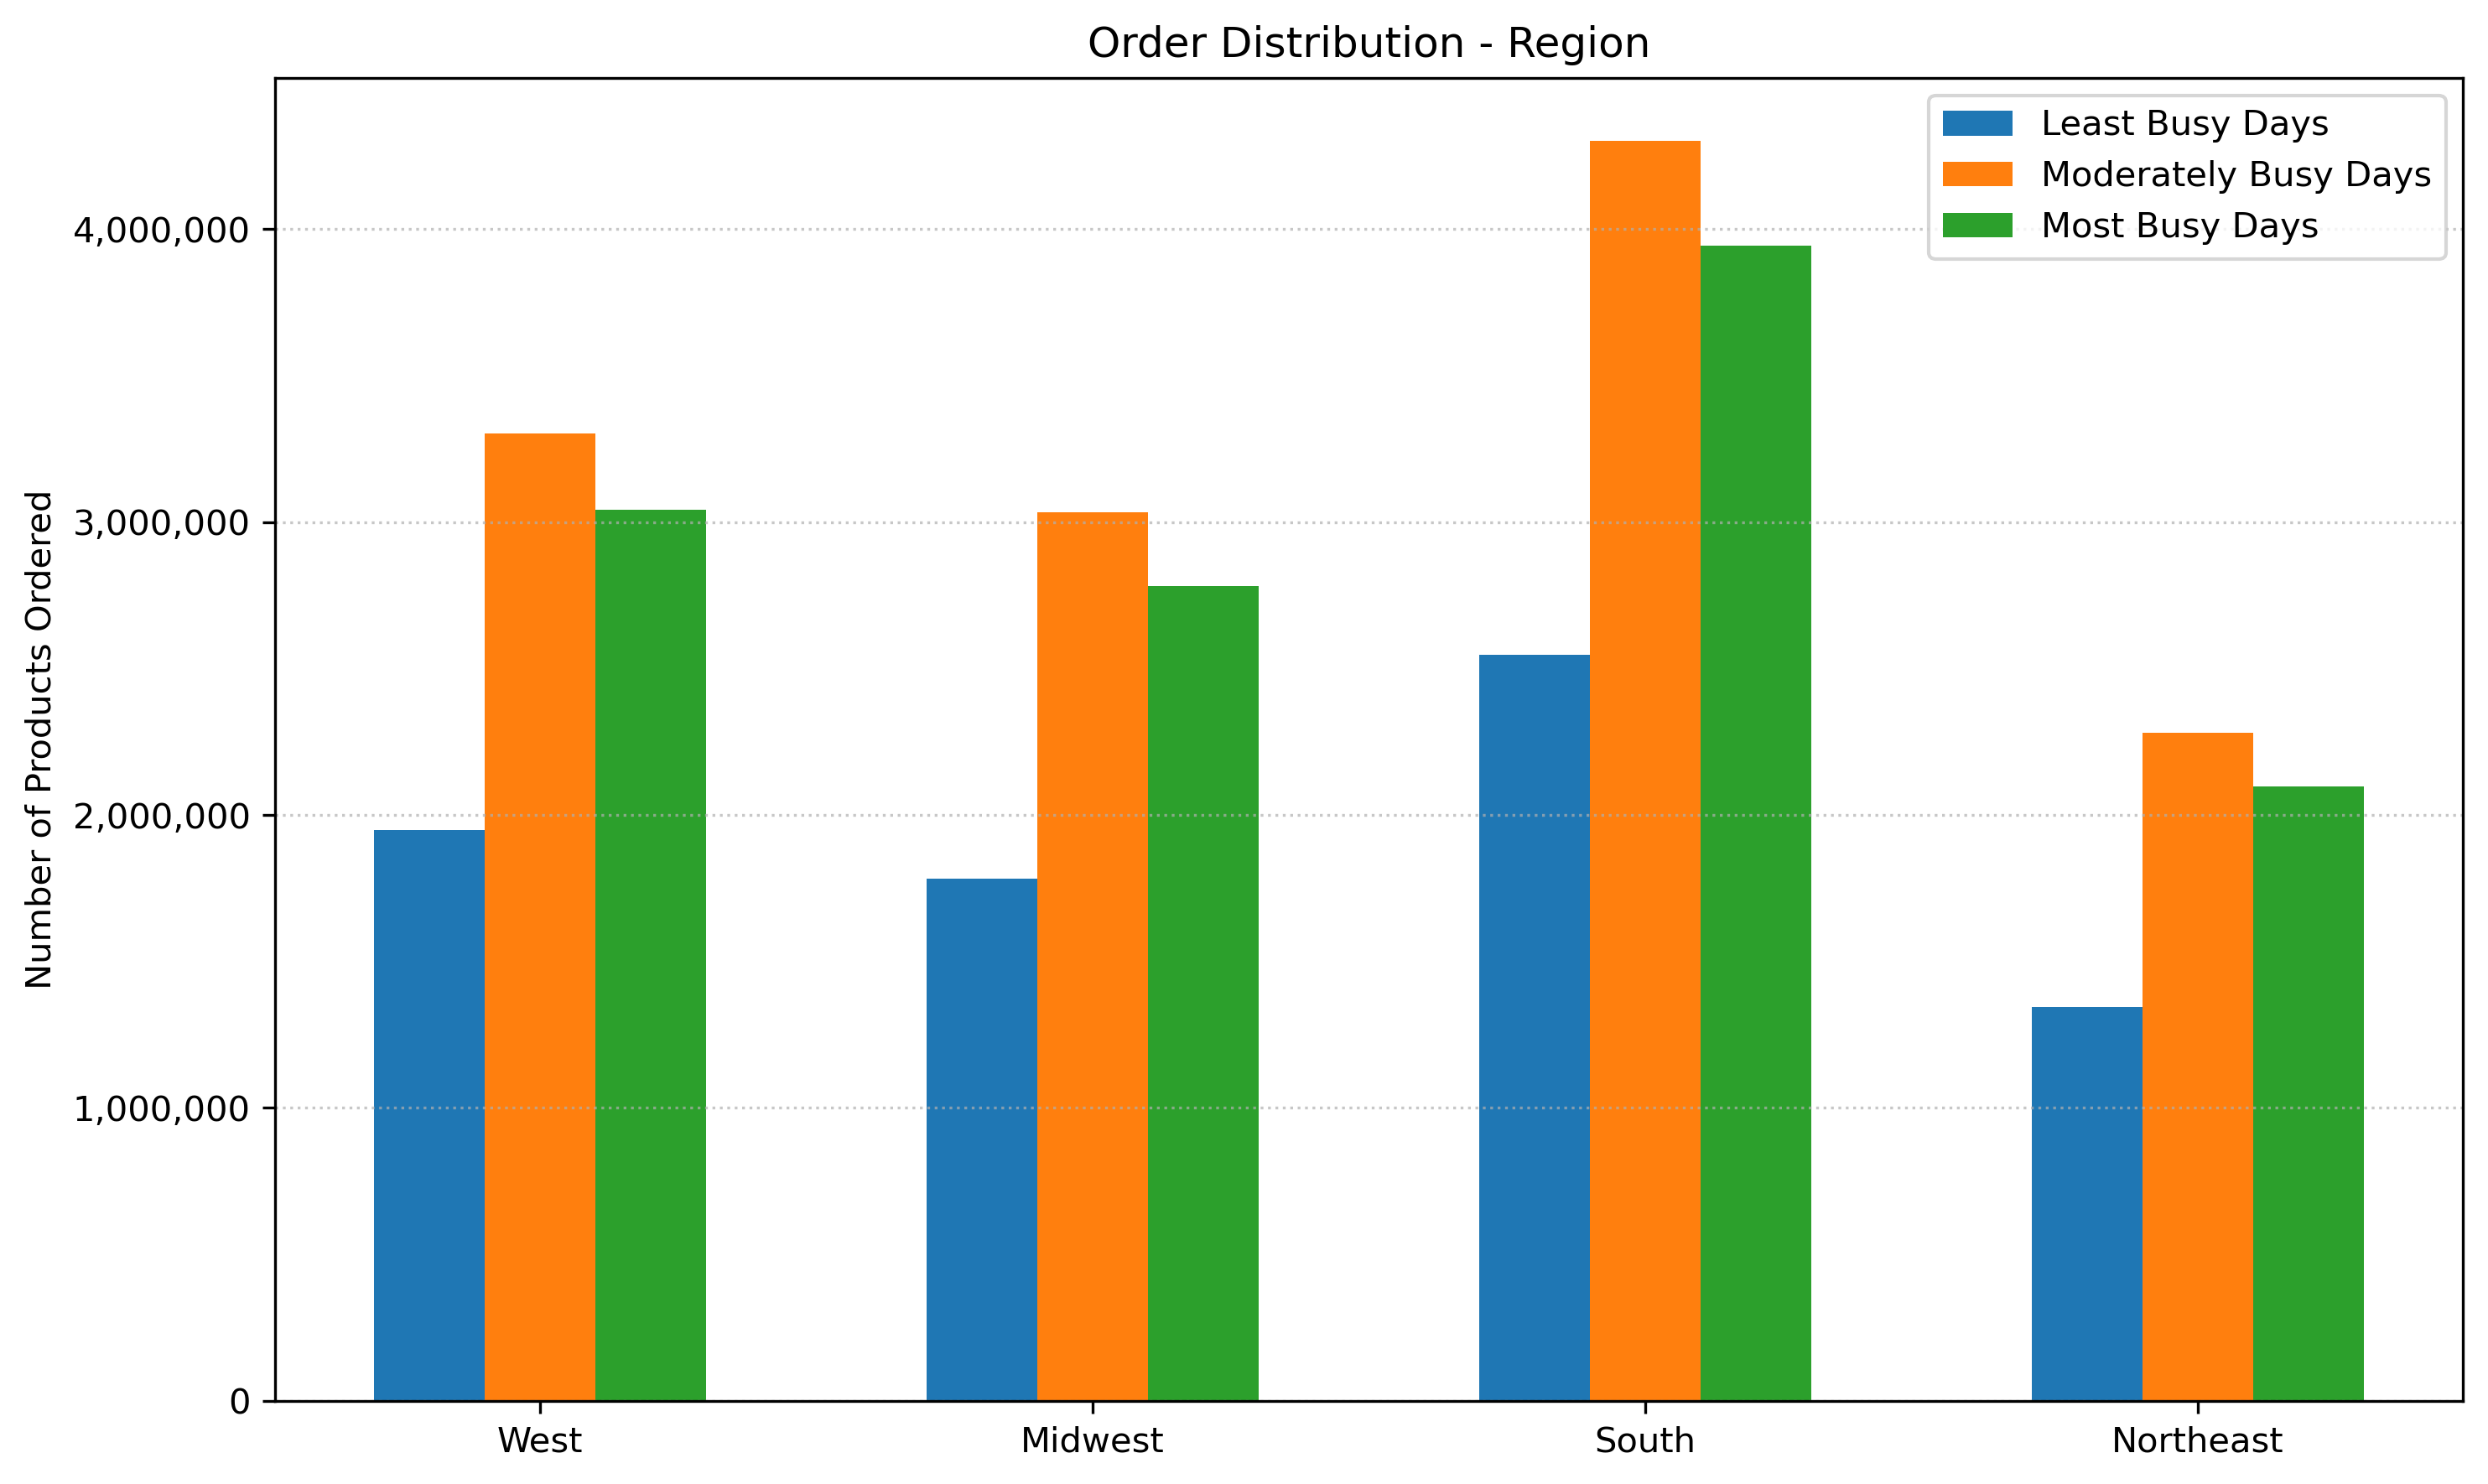 Order Distribution - Region
Least Busy Days
Moderately Busy Days
Most Busy Days
Number of Products Ordered
4,000,000
3,000,000
2,000,000
1,000,000
0
West
Midwest
South
Northeast